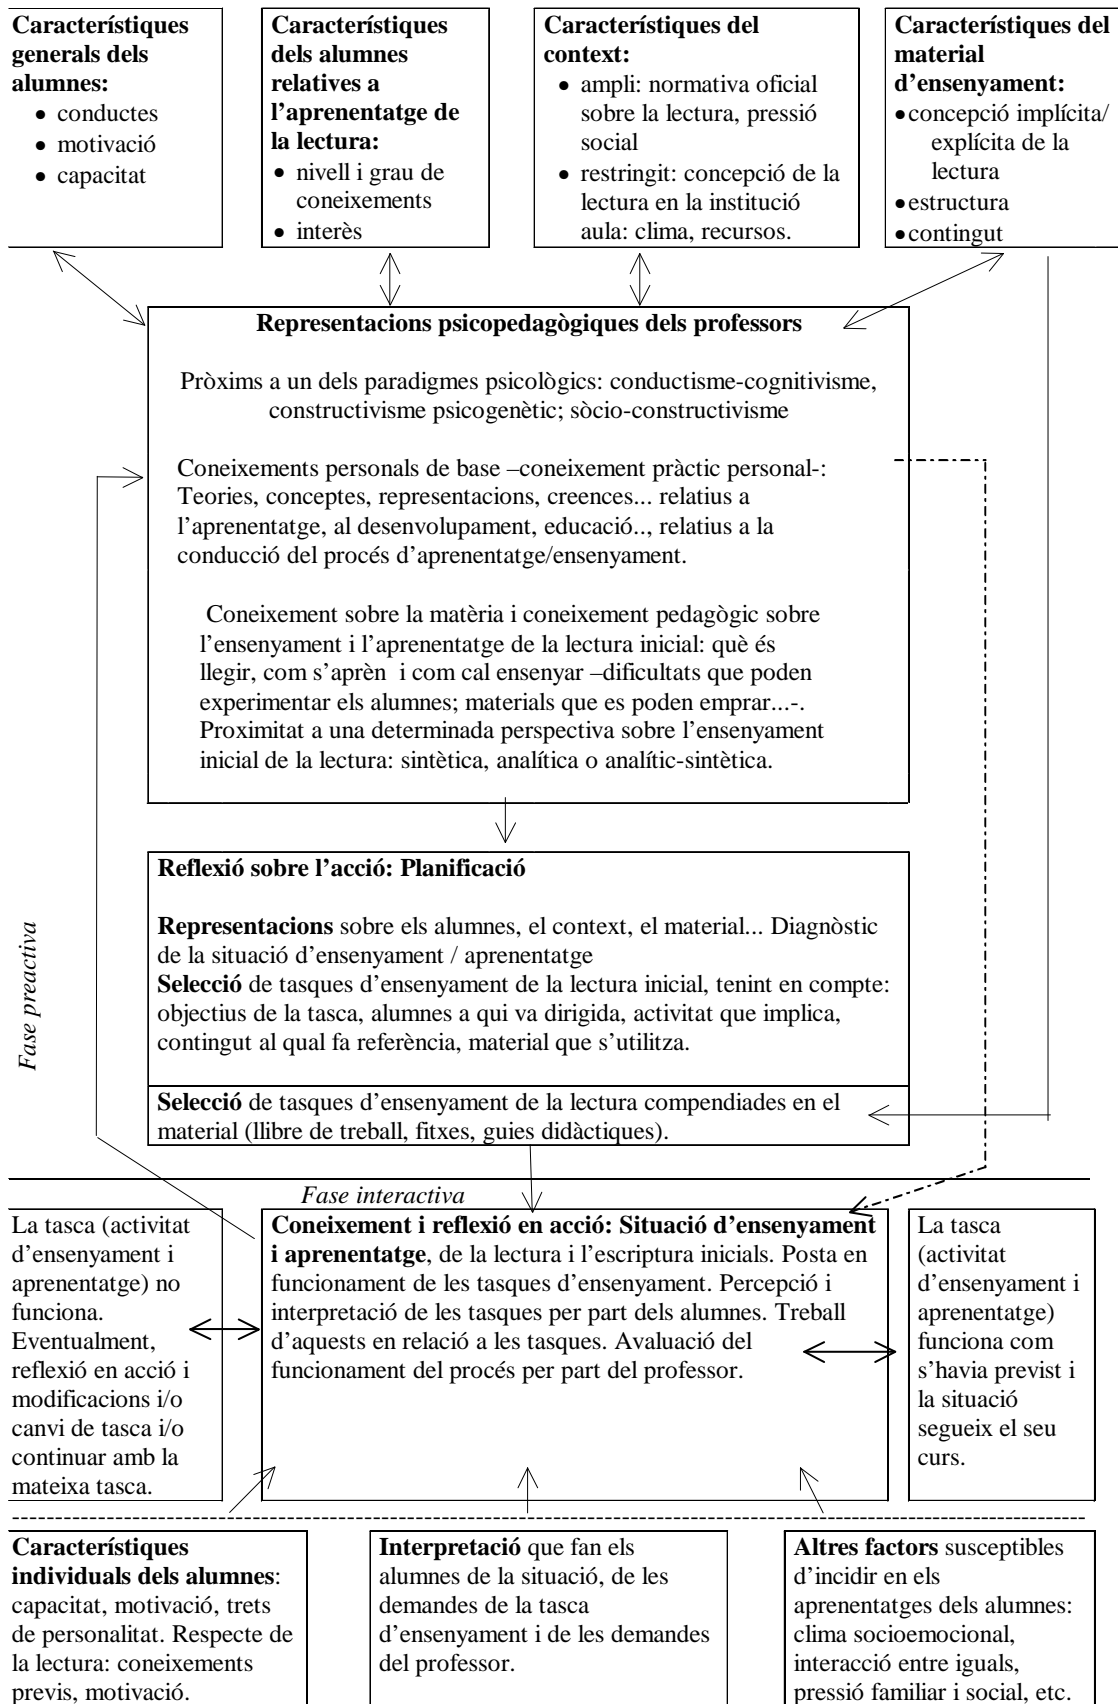 Característiques
generals dels
alumnes:
• conductes
• motivació
• capacitat
Característiques
dels alumnes
relatives a
l’aprenentatge de
la lectura:
• nivell i grau de
coneixements
• interès
Característiques del
context:
• ampli: normativa oficial
sobre la lectura, pressió
social
• restringit: concepció de la
lectura en la institució
aula: clima, recursos.
Característiques del
material
d’ensenyament:
•concepció implícita/
explícita de la
lectura
•estructura
•contingut
Representacions psicopedagògiques dels professors
Pròxims a un dels paradigmes psicològics: conductisme-cognitivisme,
constructivisme psicogenètic; sòcio-constructivisme
Coneixements personals de base –coneixement pràctic personal-:
Teories, conceptes, representacions, creences... relatius a
l’aprenentatge, al desenvolupament, educació.., relatius a la
conducció del procés d’aprenentatge/ensenyament.
Coneixement sobre la matèria i coneixement pedagògic sobre
l’ensenyament i l’aprenentatge de la lectura inicial: què és
llegir, com s’aprèn  i com cal ensenyar –dificultats que poden
experimentar els alumnes; materials que es poden emprar...-.
Proximitat a una determinada perspectiva sobre l’ensenyament
inicial de la lectura: sintètica, analítica o analític-sintètica.
Fase preactiva
Reflexió sobre l’acció: Planificació
Representacions sobre els alumnes, el context, el material... Diagnòstic
de la situació d’ensenyament / aprenentatge
Selecció de tasques d’ensenyament de la lectura inicial, tenint en compte:
objectius de la tasca, alumnes a qui va dirigida, activitat que implica,
contingut al qual fa referència, material que s’utilitza.
Selecció de tasques d’ensenyament de la lectura compendiades en el
material (llibre de treball, fitxes, guies didàctiques).
Fase interactiva
La tasca (activitat
d’ensenyament i
aprenentatge) no
funciona.
Eventualment,
reflexió en acció i
modificacions i/o
canvi de tasca i/o
continuar amb la
mateixa tasca.
Coneixement i reflexió en acció: Situació d’ensenyament
i aprenentatge, de la lectura i l’escriptura inicials. Posta en
funcionament de les tasques d’ensenyament. Percepció i
interpretació de les tasques per part dels alumnes. Treball
d’aquests en relació a les tasques. Avaluació del
funcionament del procés per part del professor.
La tasca
(activitat
d’ensenyament i
aprenentatge)
funciona com
s’havia previst i
la situació
segueix el seu
curs.
Característiques
individuals dels alumnes:
capacitat, motivació, trets
de personalitat. Respecte de
la lectura: coneixements
previs, motivació.
Interpretació que fan els
alumnes de la situació, de les
demandes de la tasca
d’ensenyament i de les demandes
del professor.
Altres factors susceptibles
d’incidir en els
aprenentatges dels alumnes:
clima socioemocional,
interacció entre iguals,
pressió familiar i social, etc.